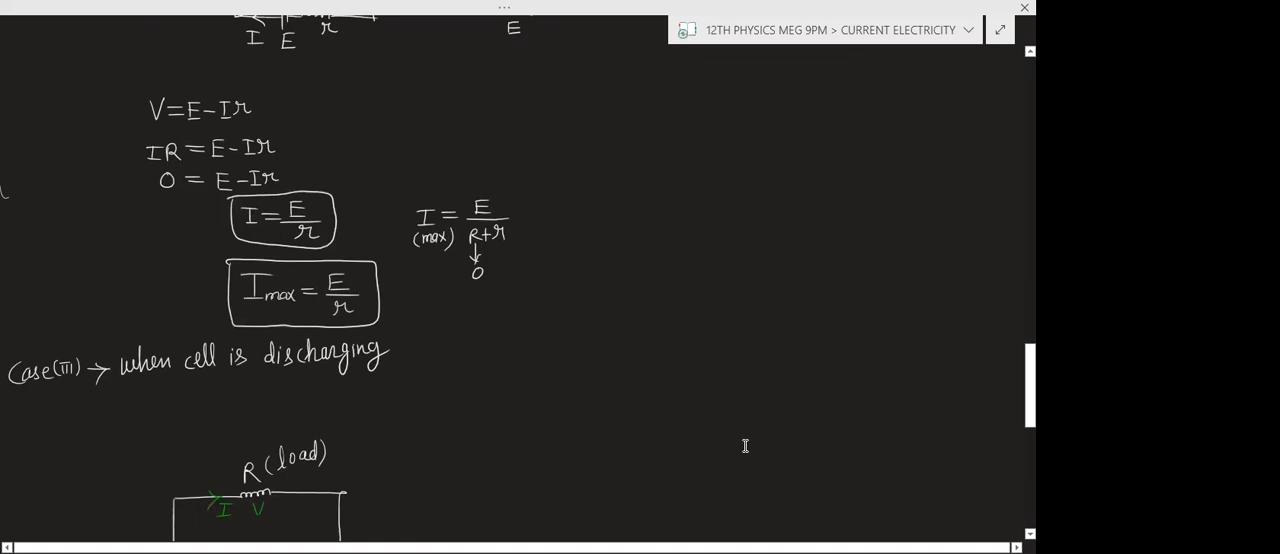 I E r
E
12TH PHYSICS MEG 9PM > CURRENT ELECTRICITY
V=E-Ir
IR=E-Ir
0 = E-Ir
I=E/r
I(max) = E/R+r
0
Imax=E/r
Case(III)→ when cell is discharging
R(load)
I V